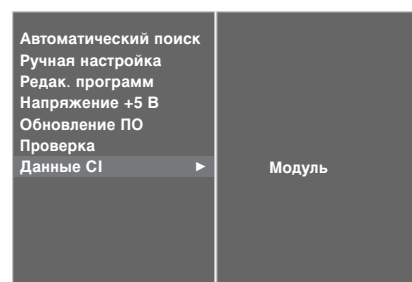 Автоматический поиск
Ручная настройка
Редак. программ
Напряжение +5 В
Обновление ПО
Проверка
Данные CI ►
Модуль